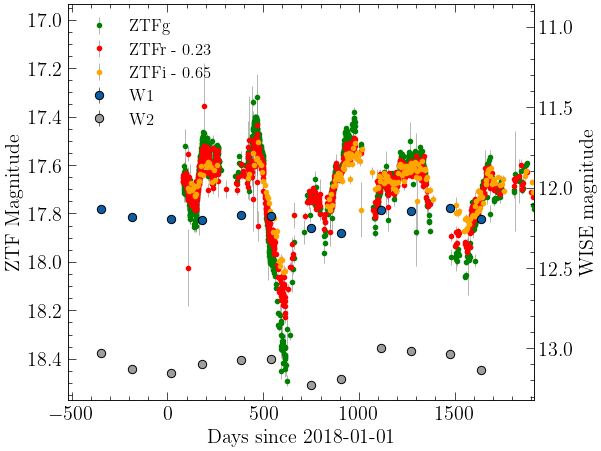 17.0
17.2
17.4
17.6
17.8
18.0
18.2
18.4
ZTF Magnitude
ZTFg
ZTFr - 0.23
ZTFi - 0.65
W1
W2
11.0
11.5
12.0
12.5
13.0
WISE magnitude
−500
0
500
1000
1500
Days since 2018-01-01